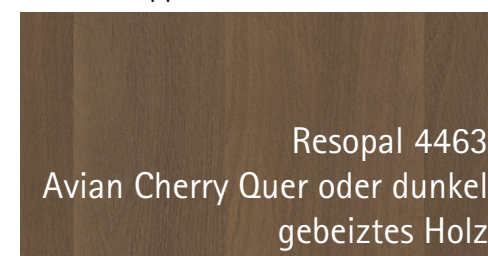 Resopal 4463
Avian Cherry Quer oder dunkel
gebeiztes Holz